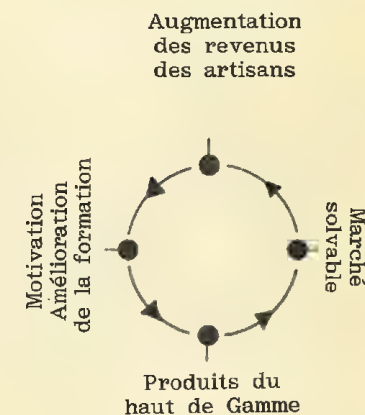 Augmentation
des revenus
des artisans
Motivation
Amélioration
de la formation
Marché
solvable
Produits du
haut de Gamme